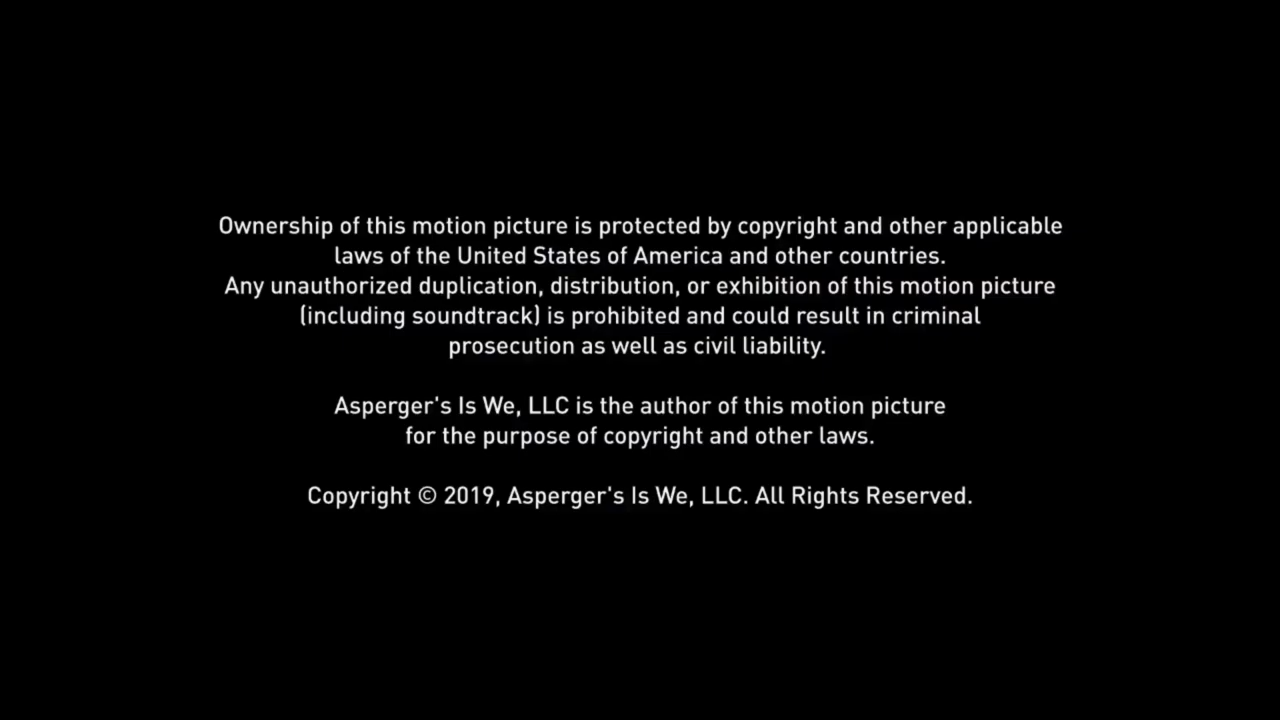 Ownership of this motion picture is protected by copyright and other applicable
laws of the United States of America and other countries.
Any unauthorized duplication, distribution, or exhibition of this motion picture
(including soundtrack) is prohibited and could result in criminal
prosecution as well as civil liability.
Asperger's Is We, LLC is the author of this motion picture
for the purpose of copyright and other laws.
Copyright © 2019, Asperger's Is We, LLC. All Rights Reserved.